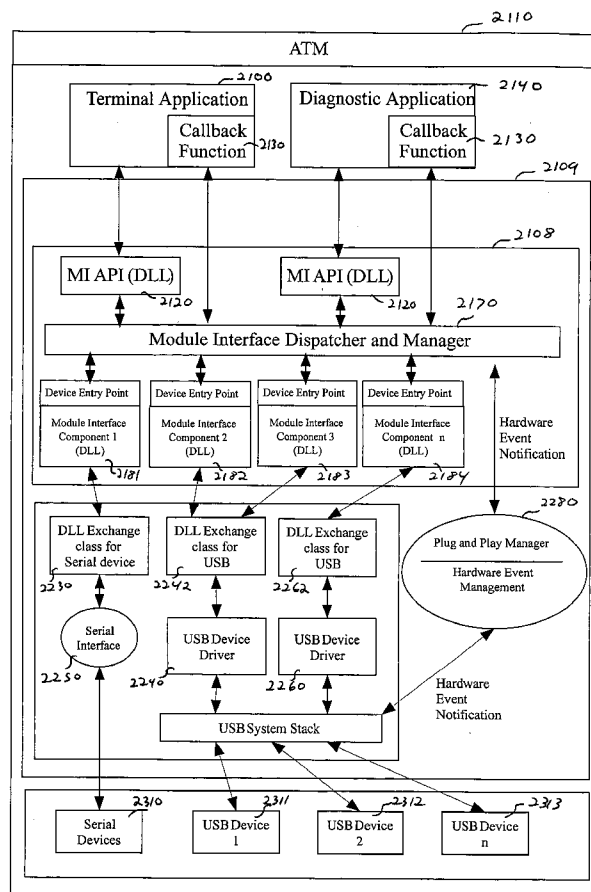 2110
ATM
2100
Terminal Application
Callback
Function
2130
2140
Diagnostic Application
Callback
Function
2130
2109
2108
MI API (DLL)
2120
MI API (DLL)
2120
2170
Module Interface Dispatcher and Manager
Device Entry Point
Module Interface
Component 1
(DLL)
2181
Device Entry Point
Module Interface
Component 2
(DLL)
2182
Device Entry Point
Module Interface
Component 3
(DLL)
2183
Device Entry Point
Module Interface
Component n
(DLL)
2184
Hardware
Event
Notification
2280
Plug and Play Manager
Hardware Event
Management
DLL Exchange
class for
Serial device
2230
DLL Exchange
class for
USB
2242
DLL Exchange
class for
USB
2262
Serial
Interface
2250
USB Device
Driver
2240
USB Device
Driver
2260
Hardware
Event
Notification
USB System Stack
2310
Serial
Devices
2311
USB Device
1
2312
USB Device
2
2313
USB Device
n